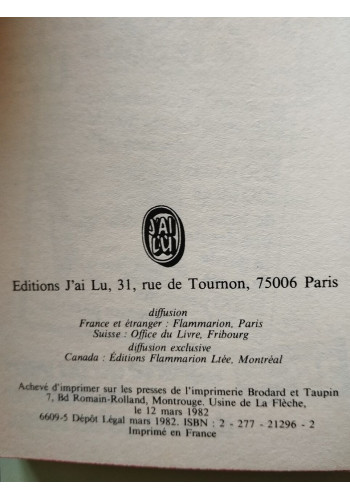 J'AI
LU
Editions J'ai Lu, 31, rue de Tournon, 75006 Paris
diffusion
France et étranger : Flammarion, Paris
Suisse : Office du Livre, Fribourg
diffusion exclusive
Canada : Éditions Flammarion Ltée, Montréal
Achevé d'imprimer sur les presses de l'imprimerie Brodard et Taupin
7, Bd Romain-Rolland, Montrouge. Usine de La Flèche,
le 12 mars 1982
6609-5 Dépôt Légal mars 1982. ISBN : 2 - 277 - 21296 - 2
Imprimé en France